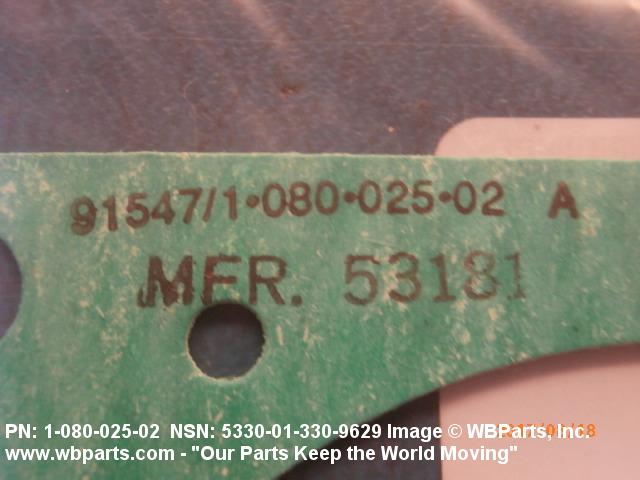 91547/1•080•025•02 A
MFR. 53181
PN: 1-080-025-02 NSN: 5330-01-330-9629 Image © WBParts, Inc.
www.wbparts.com - "Our Parts Keep the World Moving"